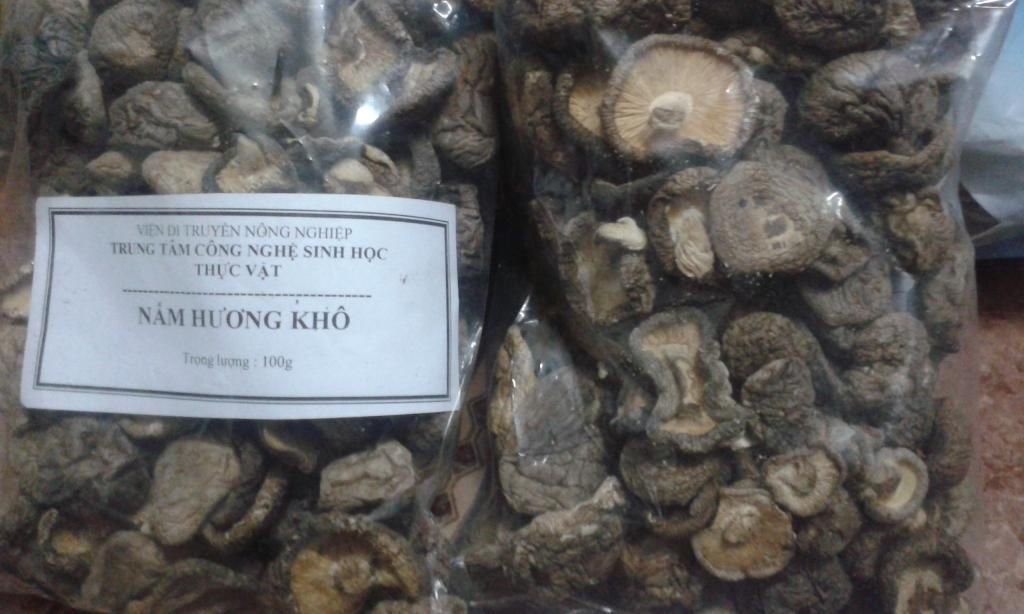 VIỆN DI TRUYỀN NÔNG NGHIỆP
TRUNG TÂM CÔNG NGHỆ SINH HỌC
THỰC VẬT
NẤM HƯƠNG KHÔ
Trọng lượng : 100g